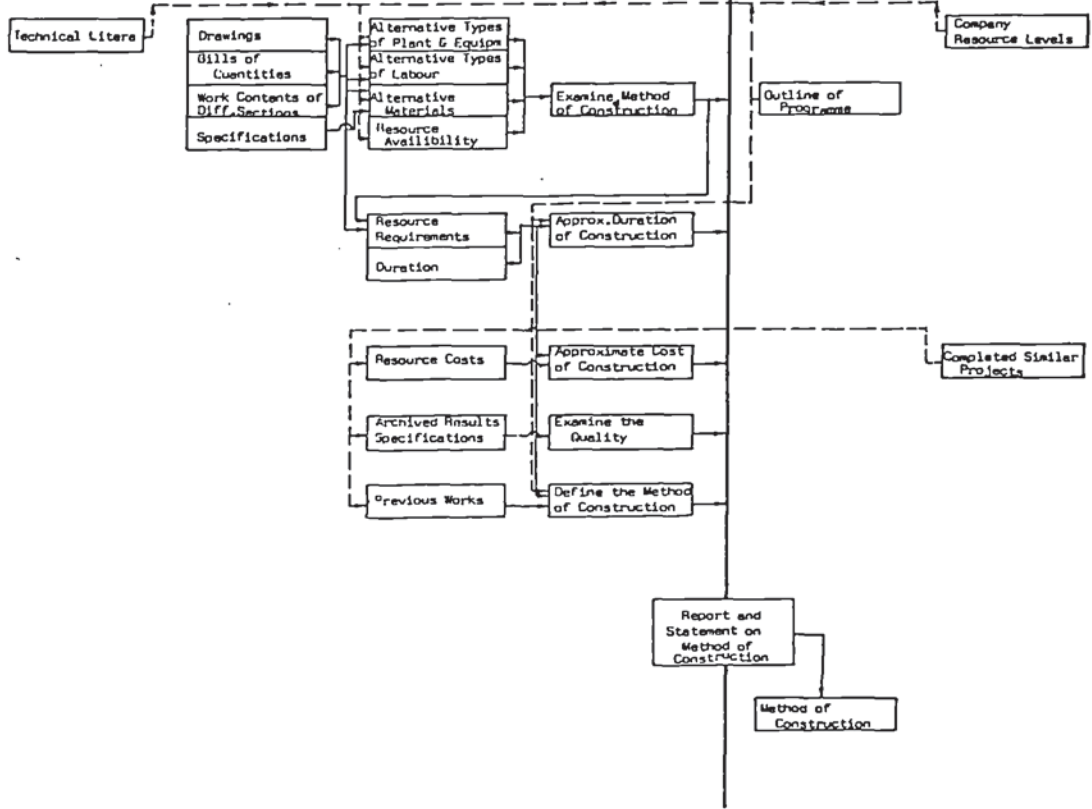 Technical Litera
Drawings
Bills of
Quantities
Work Contents of
Diff.Sections
Specifications
Alternative Types
of Plant & Equipm
Alternative Types
of Labour
Alternative
Materials
Resource
Availibility
Examine Method
of Construction
Company
Resource Levels
Outline of
Programme
Resource
Requirements
Duration
Approx.Duration
of Construction
Resource Costs
Approximate Cost
of Construction
Completed Similar
Projects
Archived Results
Specifications
Examine the
Quality
Previous Works
Define the Method
of Construction
Report and
Statement on
Method of
Construction
Method of
Construction